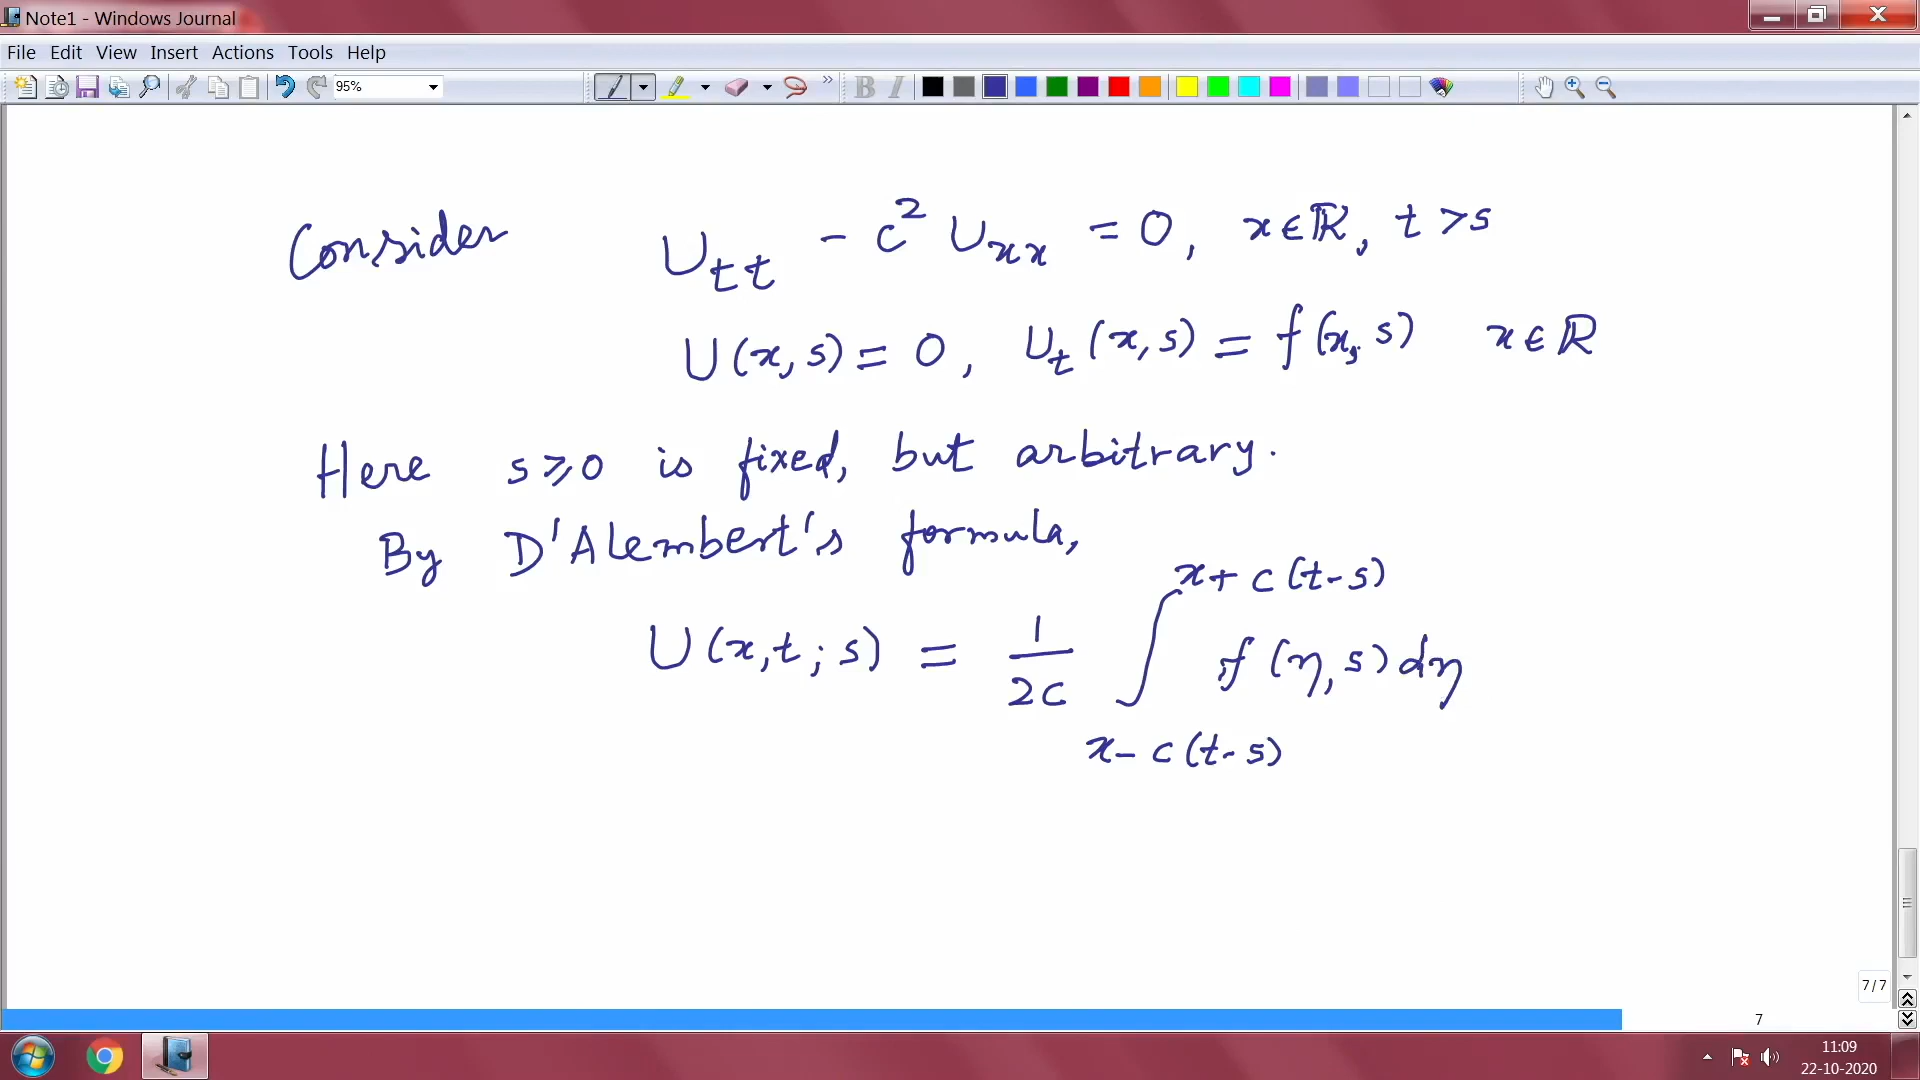 Note1 - Windows Journal
File Edit View Insert Actions Tools Help
95%
Consider U_tt - c² U_xx = 0, x∈ℝ, t > s
U(x,s) = 0, U_t(x,s) = f(x,s) x∈ℝ
Here s⩾0 is fixed, but arbitrary.
By D'Alembert's formula,
U(x,t;s) = 1/2c ∫_{x-c(t-s)}^{x+c(t-s)} f(η,s)dη
7/7
7
11:09
22-10-2020